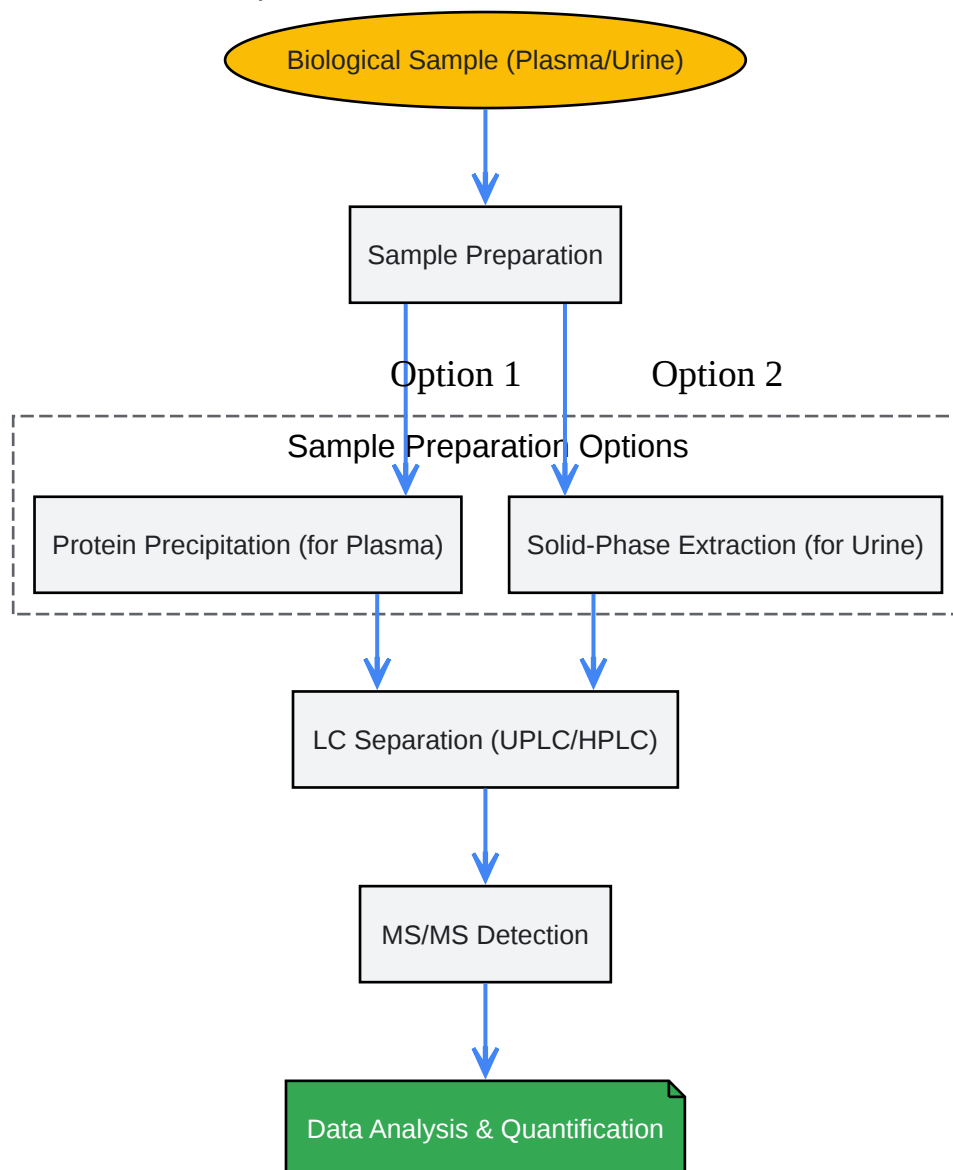 Biological Sample (Plasma/Urine)
Sample Preparation
Option 1
Option 2
Sample Preparation Options
Protein Precipitation (for Plasma)
Solid-Phase Extraction (for Urine)
LC Separation (UPLC/HPLC)
MS/MS Detection
Data Analysis & Quantification